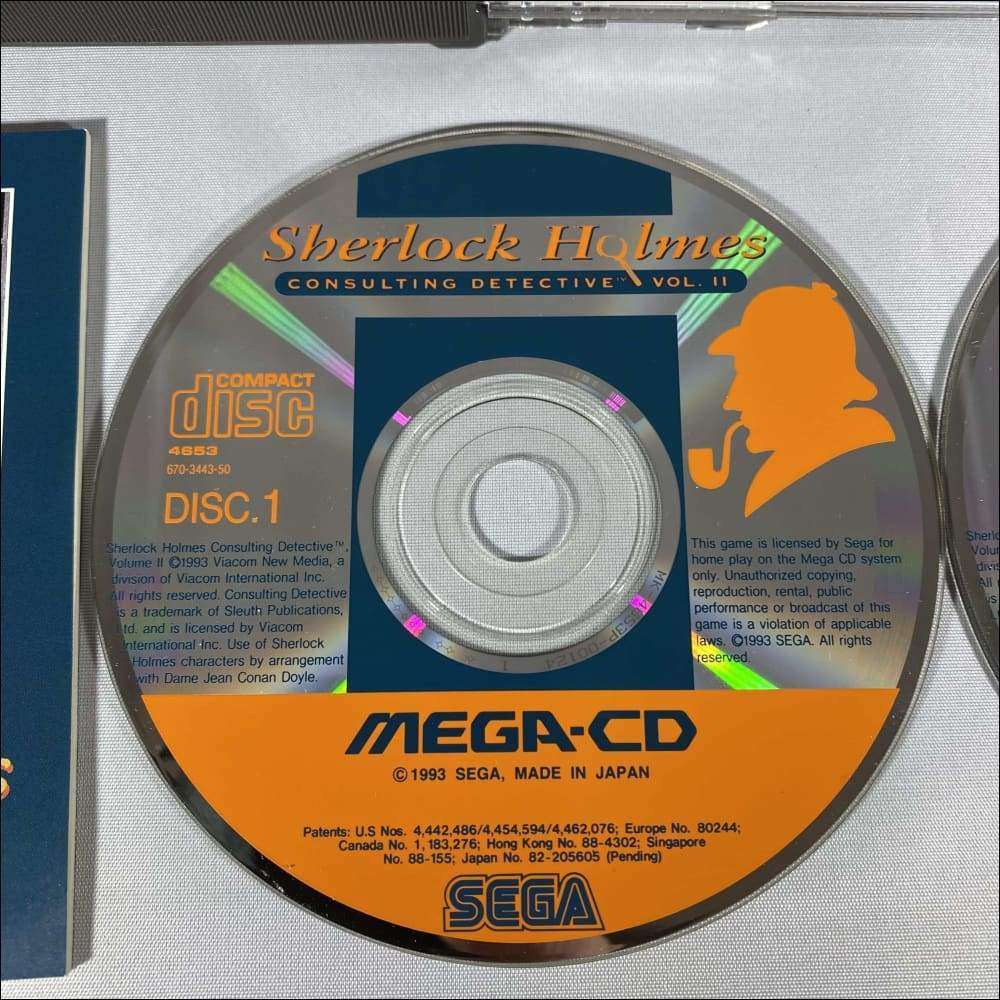 Sherlock Holmes
CONSULTING DETECTIVE™ VOL. II
COMPACT
disc
4653
670-3443-50
DISC.1
Sherlock Holmes Consulting Detective™,
Volume II ©1993 Viacom New Media, a
division of Viacom International Inc.
All rights reserved. Consulting Detective
is a trademark of Sleuth Publications,
Ltd. and is licensed by Viacom
International Inc. Use of Sherlock
Holmes characters by arrangement
with Dame Jean Conan Doyle.
This game is licensed by Sega for
home play on the Mega CD system
only. Unauthorized copying,
reproduction, rental, public
performance or broadcast of this
game is a violation of applicable
laws. ©1993 SEGA. All rights
reserved.
MEGA-CD
©1993 SEGA, MADE IN JAPAN
Patents: U.S Nos. 4,442,486/4,454,594/4,462,076; Europe No. 80244;
Canada No. 1,183,276; Hong Kong No. 88-4302; Singapore
No. 88-155; Japan No. 82-205605 (Pending)
SEGA